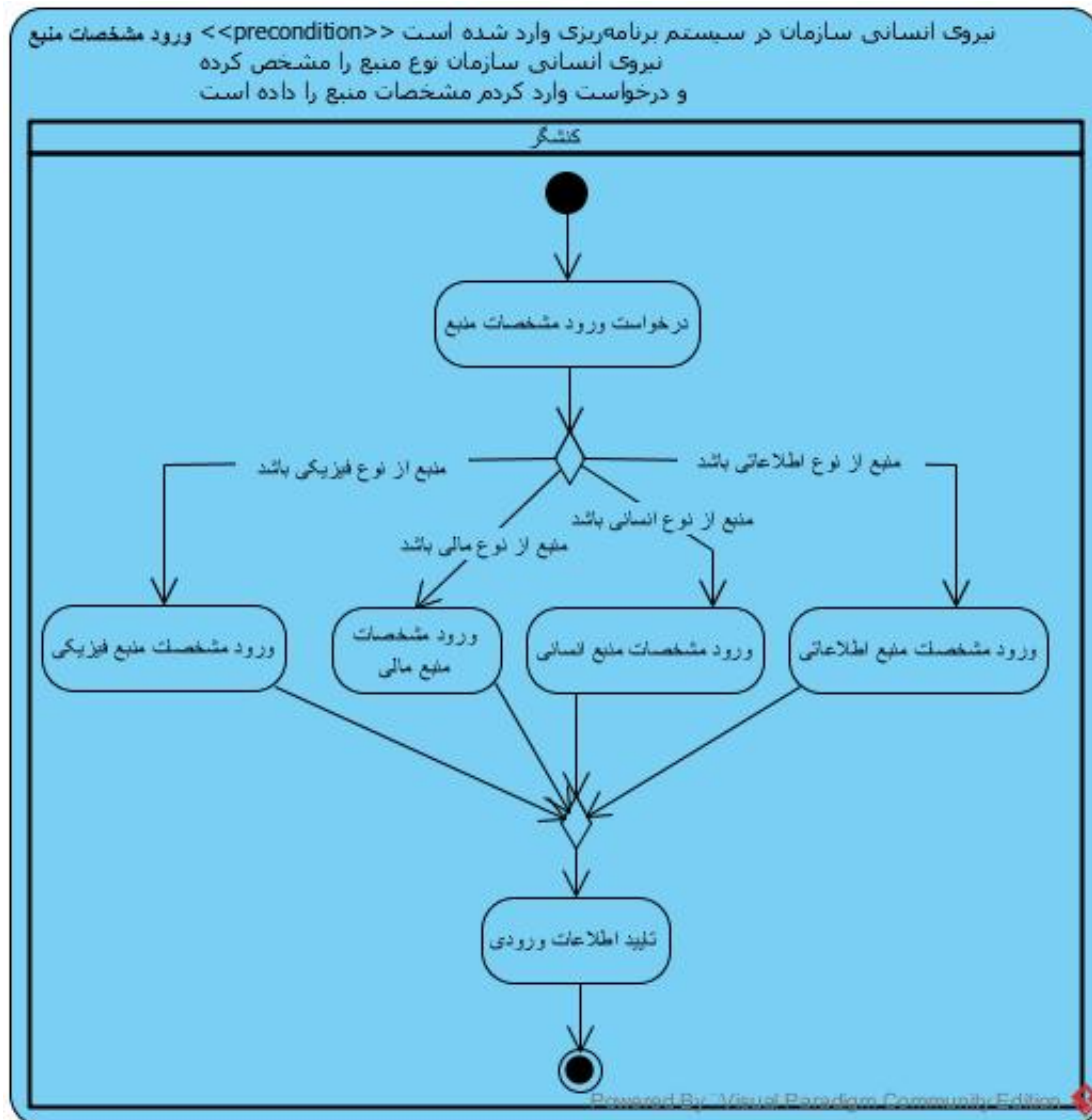 ورود مشخصات منبع <<precondition>> نیروی انسانی سازمان در سیستم برنامه‌ریزی وارد شده است
نیروی انسانی سازمان نوع منبع را مشخص کرده
و درخواست وارد کردم مشخصات منبع را داده است
کنشگر
درخواست ورود مشخصات منبع
منبع از نوع اطلاعاتی باشد
منبع از نوع فیزیکی باشد
منبع از نوع انسانی باشد
منبع از نوع مالی باشد
ورود مشخصات منبع اطلاعاتی
ورود مشخصات منبع انسانی
ورود مشخصات
منبع مالی
ورود مشخصات منبع فیزیکی
تایید اطلاعات ورودی
Powered By Visual Paradigm Community Edition